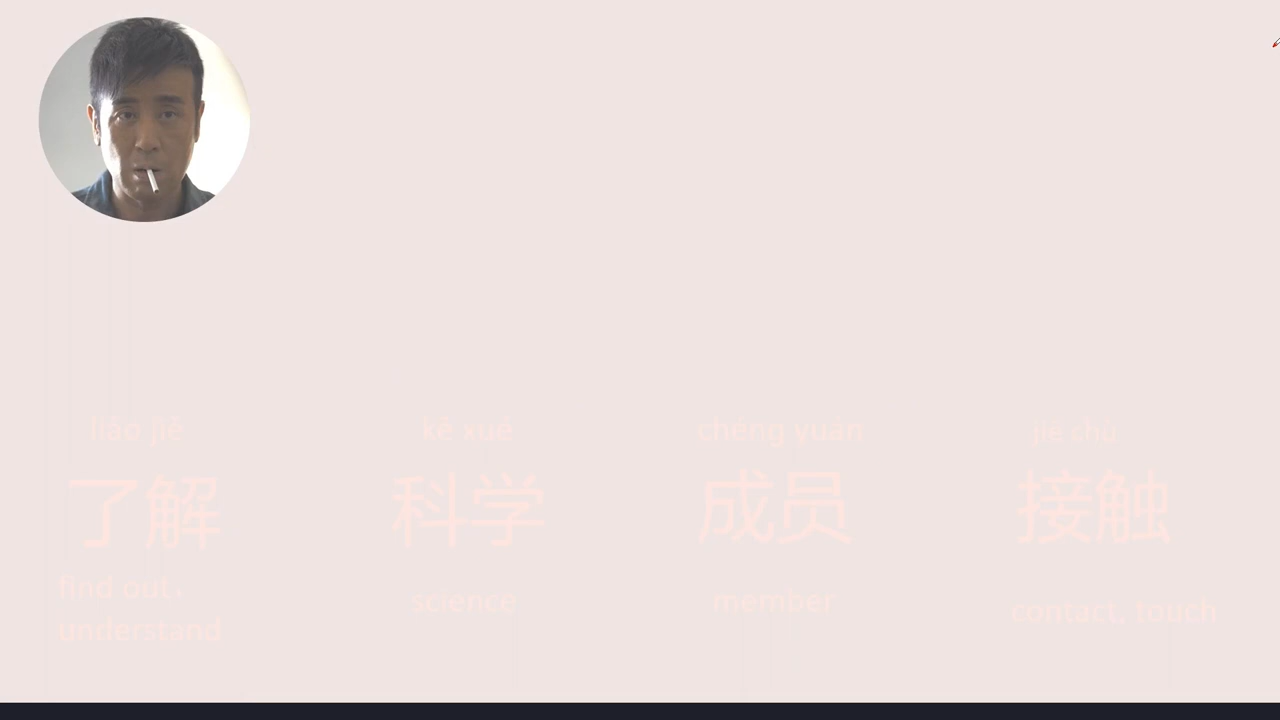 liǎo jiě
kē xué
chéng yuán
jiē chù
了解
科学
成员
接触
find out、
understand
science
member
contact, touch